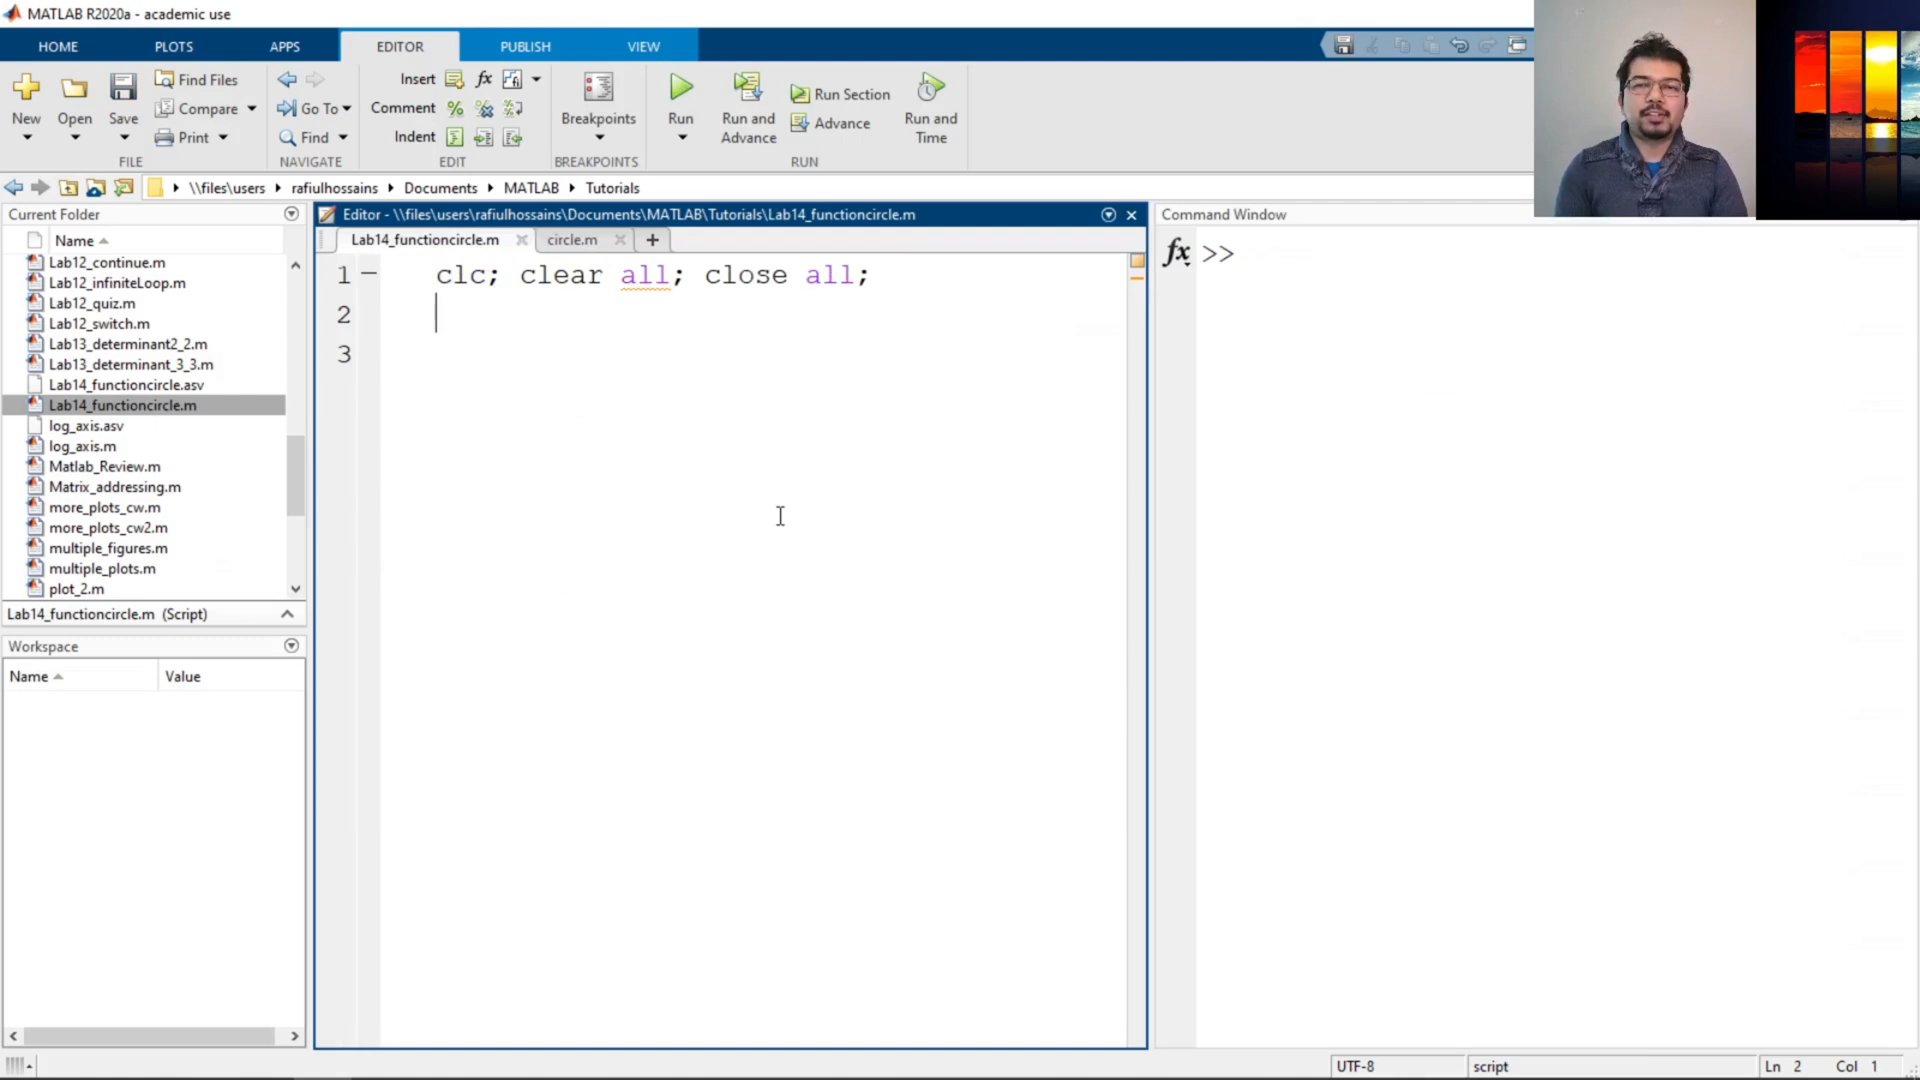 MATLAB R2020a - academic use
HOME PLOTS APPS EDITOR PUBLISH VIEW
New Open Save Find Files Compare Print
Go To Find
Insert fx Comment Indent
Breakpoints Run Run and Advance Run Section Advance Run and Time
FILE NAVIGATE EDIT BREAKPOINTS RUN
\\files\users rafiulhossains Documents MATLAB Tutorials
Current Folder
Name
Lab12_continue.m
Lab12_infiniteLoop.m
Lab12_quiz.m
Lab12_switch.m
Lab13_determinant2_2.m
Lab13_determinant_3_3.m
Lab14_functioncircle.asv
Lab14_functioncircle.m
log_axis.asv
log_axis.m
Matlab_Review.m
Matrix_addressing.m
more_plots_cw.m
more_plots_cw2.m
multiple_figures.m
multiple_plots.m
plot_2.m
Lab14_functioncircle.m (Script)
Workspace
Name Value
Editor - \\files\users\rafiulhossains\Documents\MATLAB\Tutorials\Lab14_functioncircle.m
Lab14_functioncircle.m circle.m
1 clc; clear all; close all;
2
3
Command Window
fx >>
UTF-8 script Ln 2 Col 1